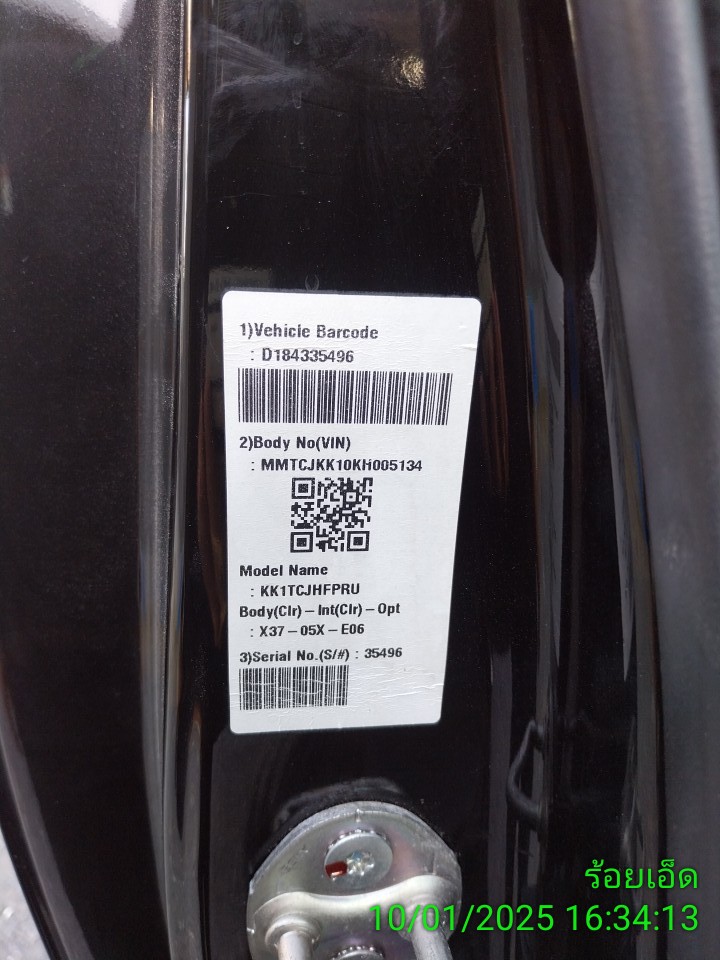 1)Vehicle Barcode
: D184335496
2)Body No(VIN)
: MMTCJKK10KH005134
Model Name
: KK1TCJHFPRU
Body(Clr)-Int(Clr)-Opt
: X37-05X-E06
3)Serial No.(S/#) : 35496
ร้อยเอ็ด
10/01/2025 16:34:13